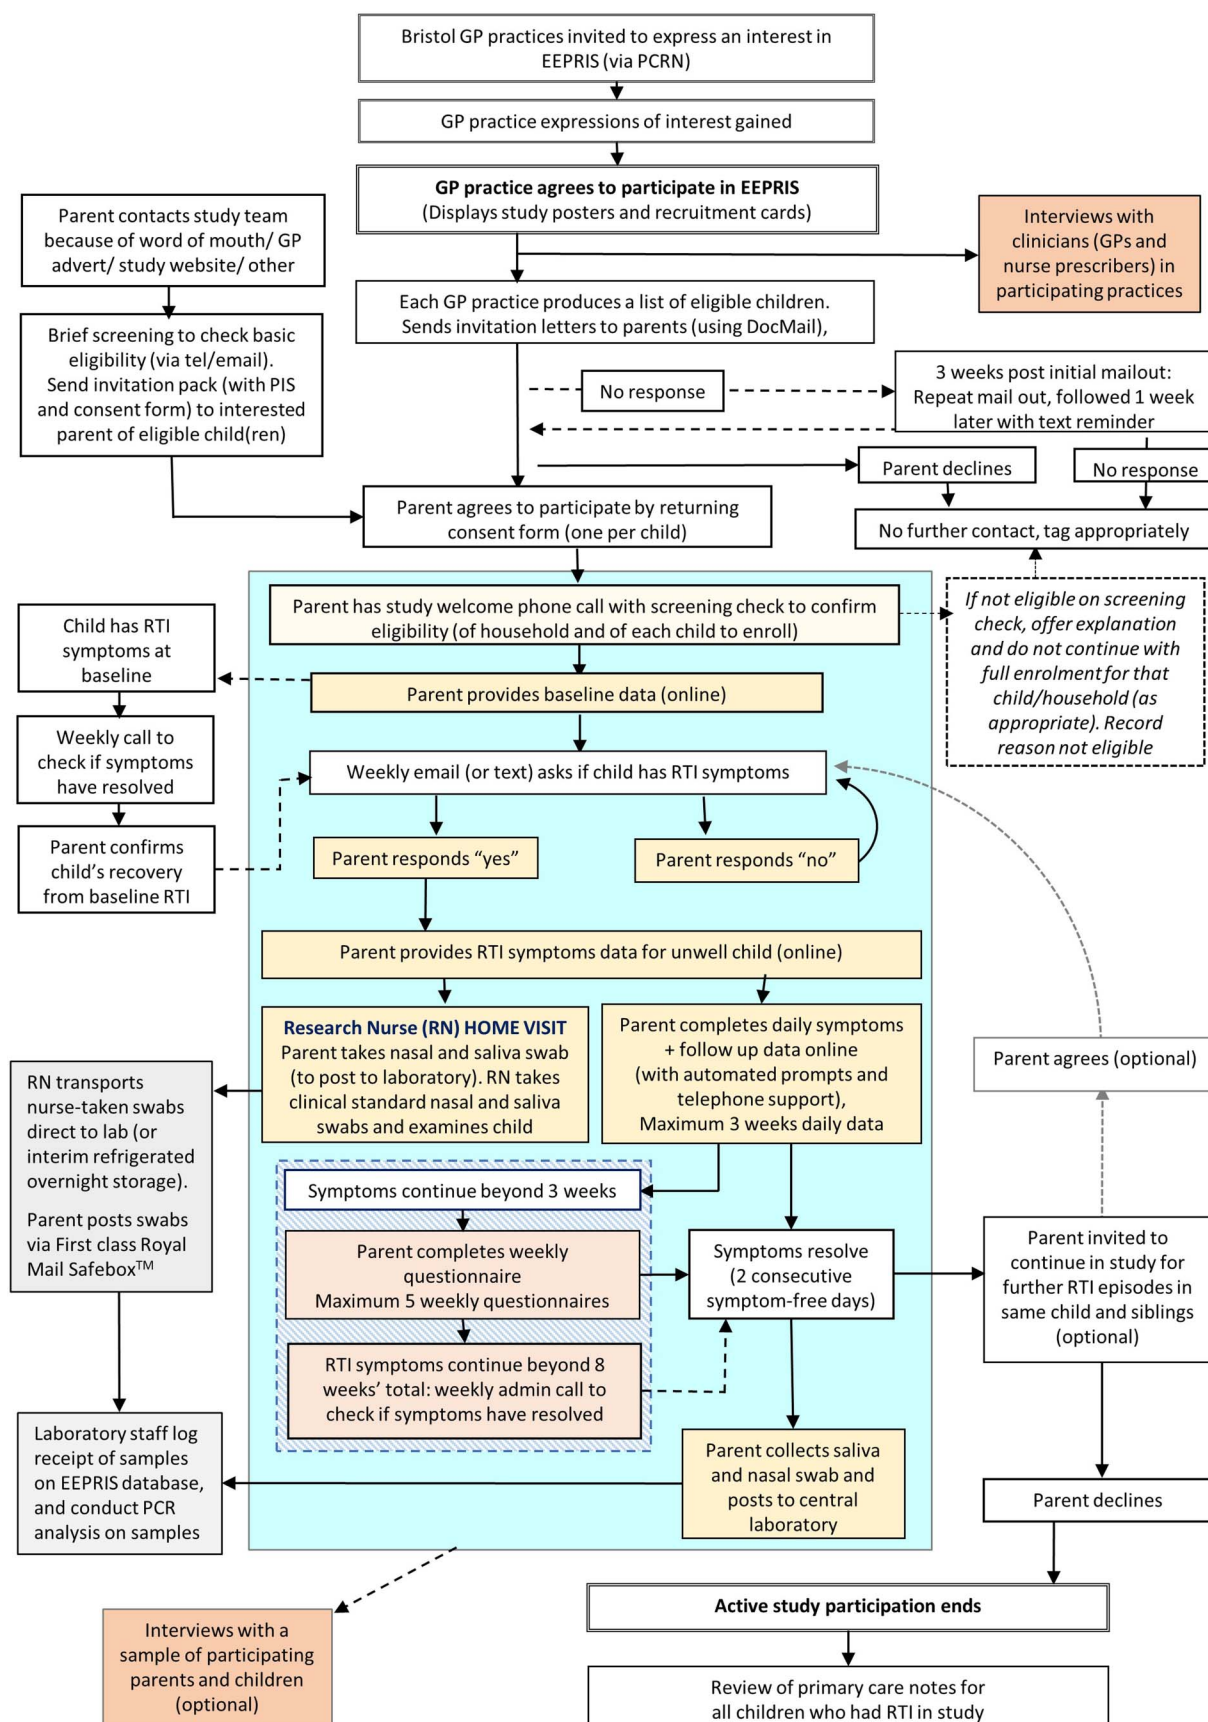 Bristol GP practices invited to express an interest in
EEPRIS (via PCRN)
GP practice expressions of interest gained
GP practice agrees to participate in EEPRIS
(Displays study posters and recruitment cards)
Parent contacts study team
because of word of mouth/ GP
advert/ study website/ other
Interviews with
clinicians (GPs and
nurse prescribers) in
participating practices
Each GP practice produces a list of eligible children.
Sends invitation letters to parents (using DocMail),
Brief screening to check basic
eligibility (via tel/email).
Send invitation pack (with PIS
and consent form) to interested
parent of eligible child(ren)
No response
3 weeks post initial mailout:
Repeat mail out, followed 1 week
later with text reminder
Parent declines
No response
Parent agrees to participate by returning
consent form (one per child)
No further contact, tag appropriately
Parent has study welcome phone call with screening check to confirm
eligibility (of household and of each child to enroll)
If not eligible on screening
check, offer explanation
and do not continue with
full enrolment for that
child/household (as
appropriate). Record
reason not eligible
Child has RTI
symptoms at
baseline
Parent provides baseline data (online)
Weekly call to
check if symptoms
have resolved
Weekly email (or text) asks if child has RTI symptoms
Parent confirms
child's recovery
from baseline RTI
Parent responds “yes”
Parent responds “no”
Parent provides RTI symptoms data for unwell child (online)
Research Nurse (RN) HOME VISIT
Parent takes nasal and saliva swab
(to post to laboratory). RN takes
clinical standard nasal and saliva
swabs and examines child
Parent completes daily symptoms
+ follow up data online
(with automated prompts and
telephone support),
Maximum 3 weeks daily data
Parent agrees (optional)
RN transports
nurse-taken swabs
direct to lab (or
interim refrigerated
overnight storage).
Parent posts swabs
via First class Royal
Mail Safebox™
Symptoms continue beyond 3 weeks
Parent completes weekly
questionnaire
Maximum 5 weekly questionnaires
Symptoms resolve
(2 consecutive
symptom-free days)
Parent invited to
continue in study for
further RTI episodes in
same child and siblings
(optional)
RTI symptoms continue beyond 8
weeks’ total: weekly admin call to
check if symptoms have resolved
Laboratory staff log
receipt of samples
on EEPRIS database,
and conduct PCR
analysis on samples
Parent collects saliva
and nasal swab and
posts to central
laboratory
Parent declines
Active study participation ends
Interviews with a
sample of participating
parents and children
(optional)
Review of primary care notes for
all children who had RTI in study